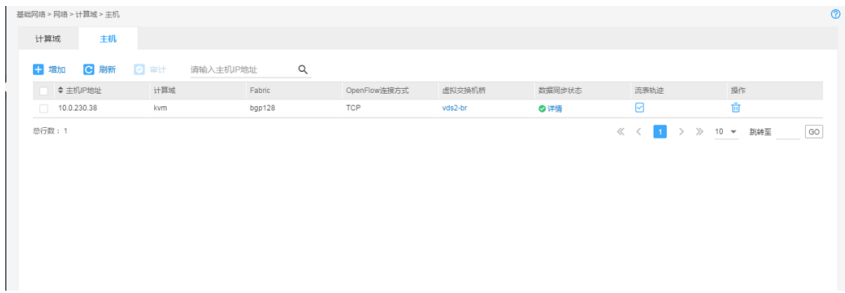 基础网络 > 网络 > 计算域 > 主机
计算域 主机
增加 刷新 审计 请输入主机IP地址
主机IP地址 计算域 Fabric OpenFlow连接方式 虚拟交换机桥 数据同步状态 流表轨迹 操作
10.0.230.38 kvm bgp128 TCP vds2-br 详情
总行数：1 1 10 跳转至 GO